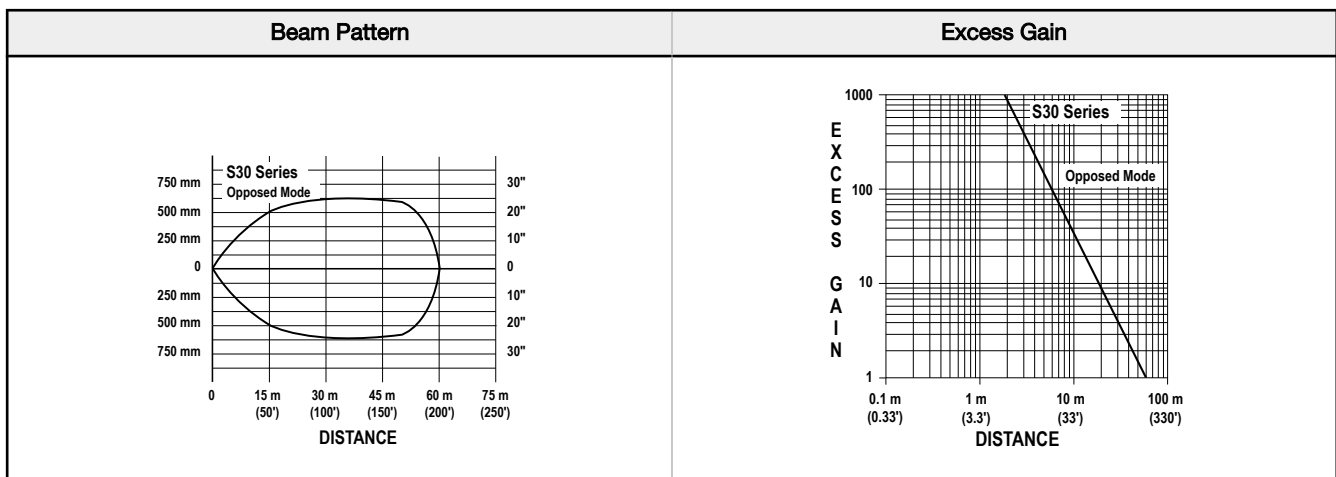 Beam Pattern
Excess Gain
S30 Series
Opposed Mode
750 mm
500 mm
250 mm
0
250 mm
500 mm
750 mm
30"
20"
10"
0
10"
20"
30"
0 15 m 30 m 45 m 60 m 75 m
(50') (100') (150') (200') (250')
DISTANCE
EXCESS GAIN
1000
100
10
1
S30 Series
Opposed Mode
0.1 m 1 m 10 m 100 m
(0.33') (3.3') (33') (330')
DISTANCE